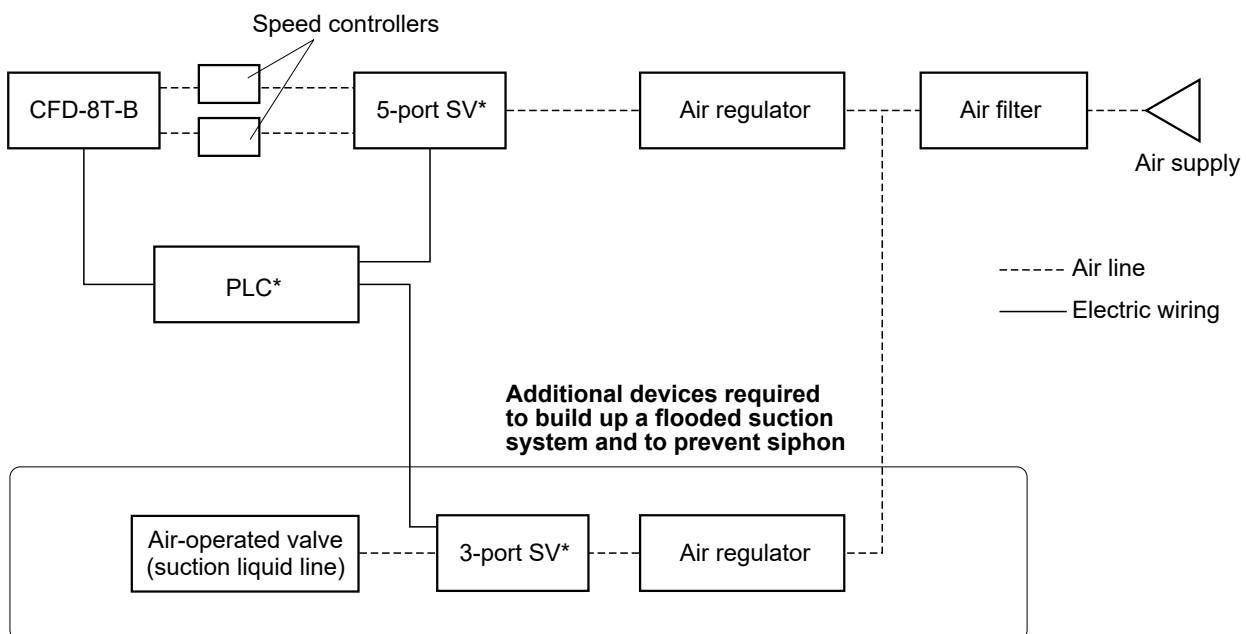 Speed controllers
CFD-8T-B
5-port SV*
Air regulator
Air filter
Air supply
PLC*
Air line
Electric wiring
Additional devices required
to build up a flooded suction
system and to prevent siphon
Air-operated valve
(suction liquid line)
3-port SV*
Air regulator